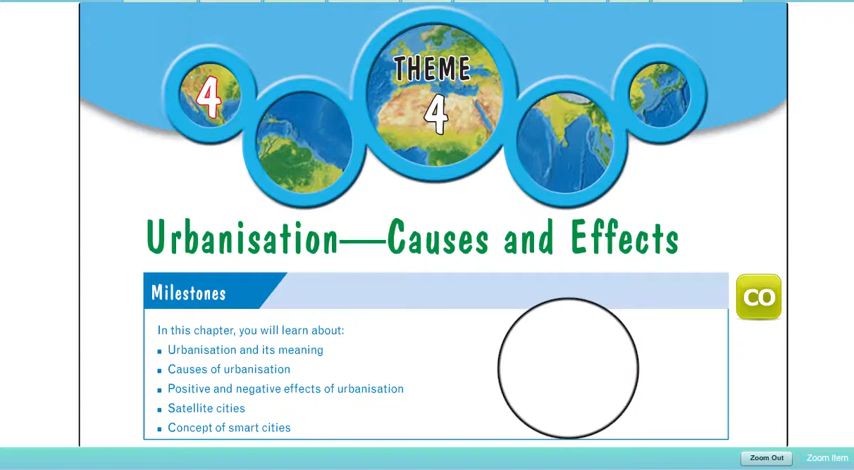 4
THEME
4
Urbanisation—Causes and Effects
Milestones
CO
In this chapter, you will learn about:
▪ Urbanisation and its meaning
▪ Causes of urbanisation
▪ Positive and negative effects of urbanisation
▪ Satellite cities
▪ Concept of smart cities
Zoom Out
Zoom Item